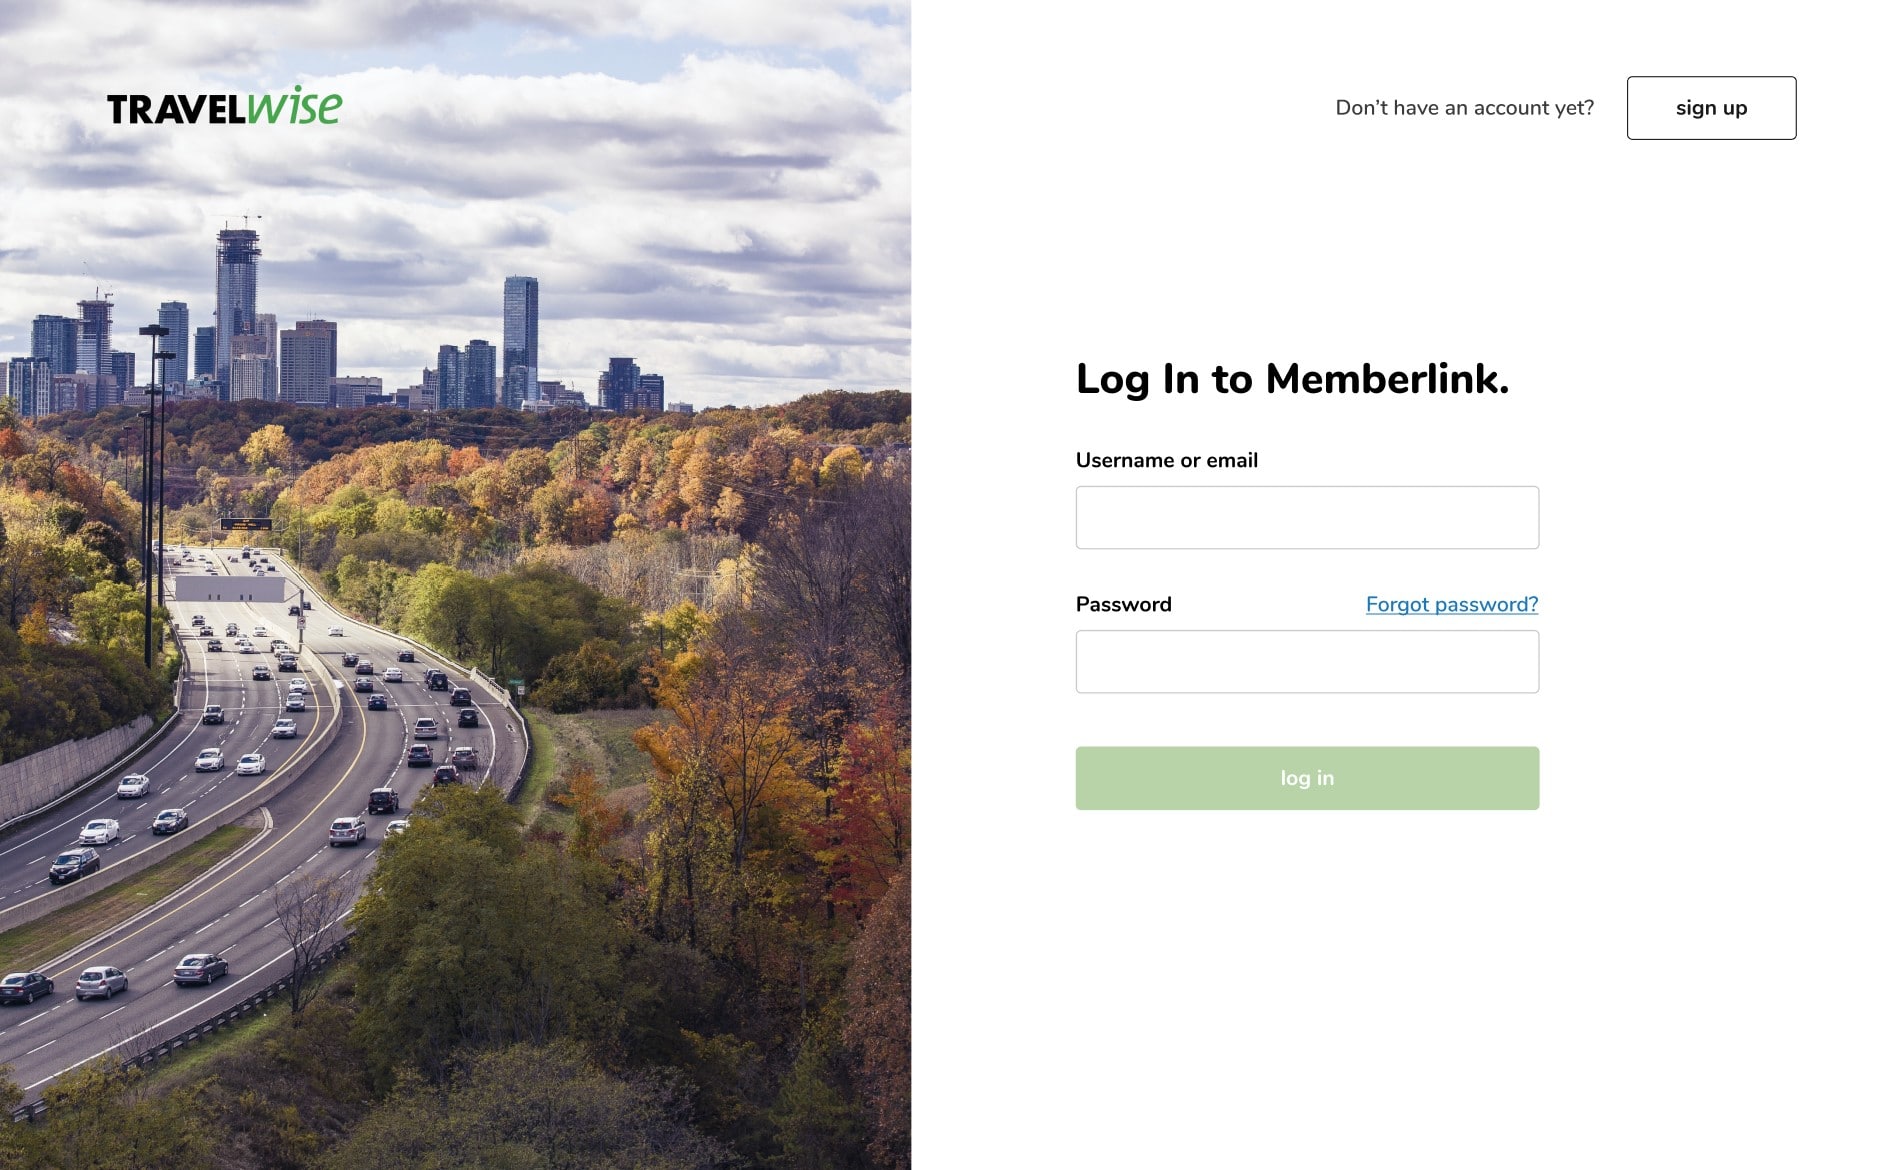 TRAVELwise
Don’t have an account yet?
sign up
Log In to Memberlink.
Username or email
Password
Forgot password?
log in